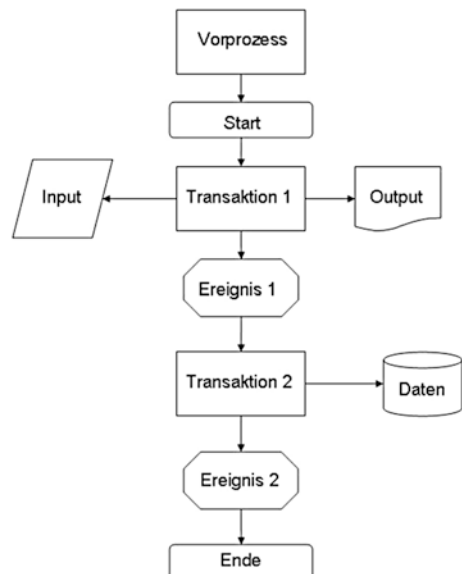 Vorprozess
Start
Input
Transaktion 1
Output
Ereignis 1
Transaktion 2
Daten
Ereignis 2
Ende